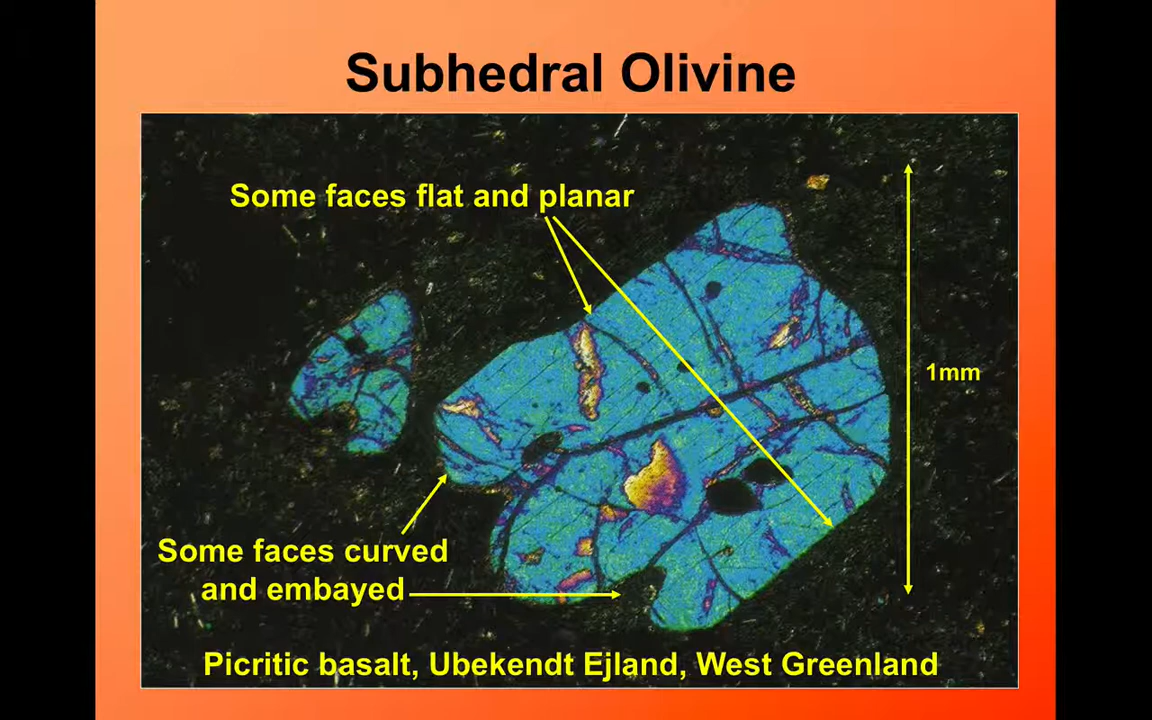 Subhedral Olivine
Some faces flat and planar
1mm
Some faces curved
and embayed
Picritic basalt, Ubekendt Ejland, West Greenland